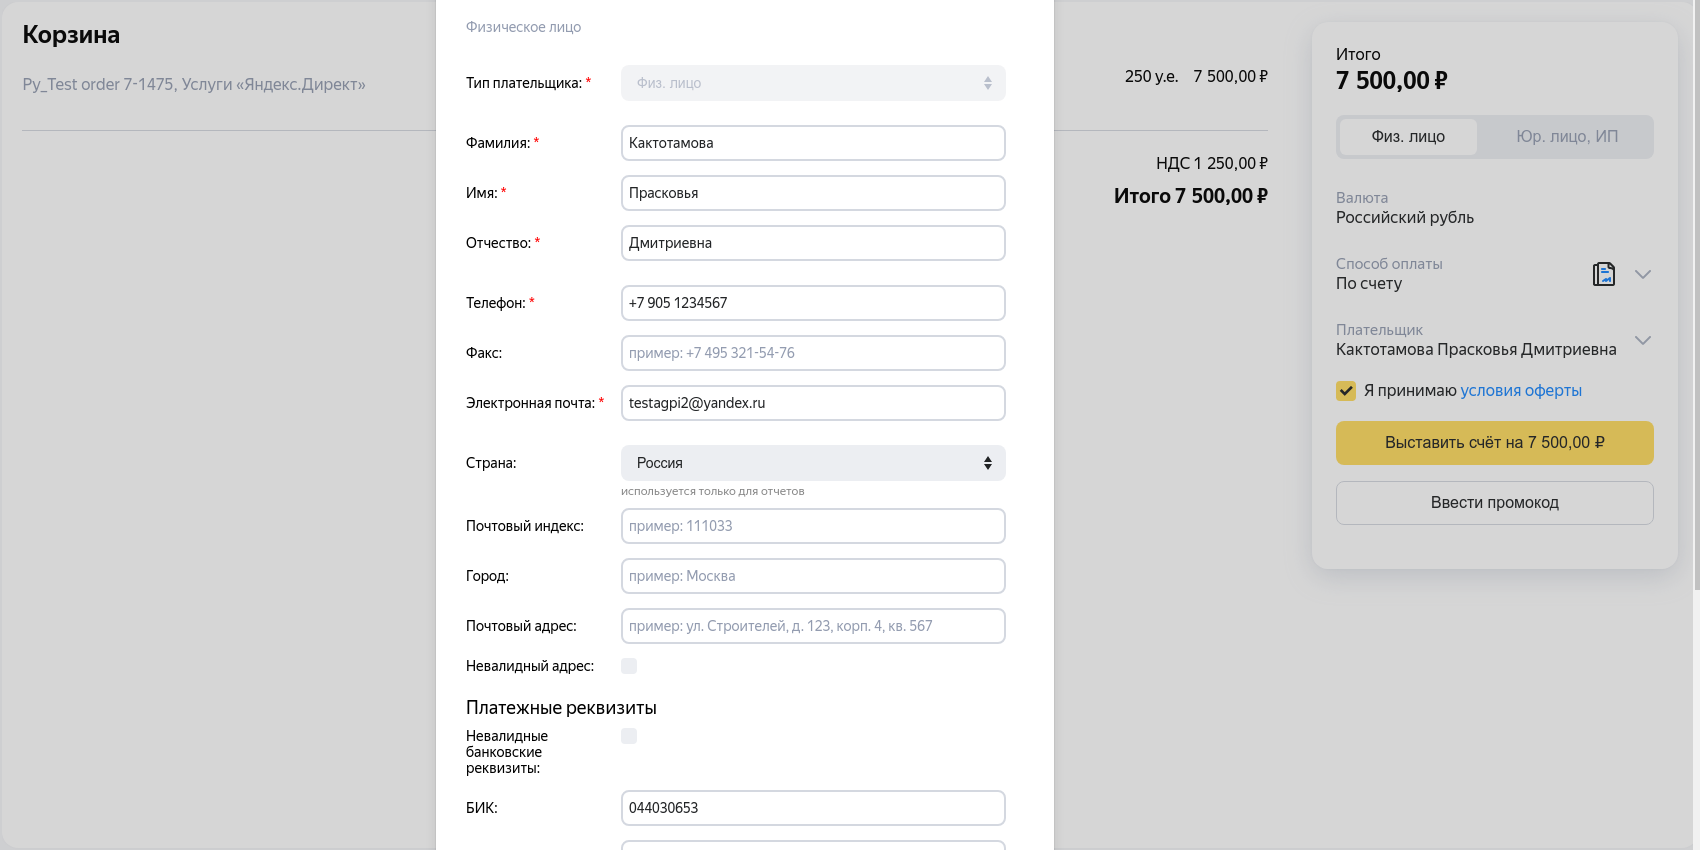 Корзина
Py_Test order 7-1475, Услуги «Яндекс.Директ»
250 у.е. 7 500,00 ₽
НДС 1 250,00 ₽
Итого 7 500,00 ₽
Физическое лицо
Тип плательщика: * Физ. лицо
Фамилия: * Кактотамова
Имя: * Прасковья
Отчество: * Дмитриевна
Телефон: * +7 905 1234567
Факс: пример: +7 495 321-54-76
Электронная почта: * testagpi2@yandex.ru
Страна: Россия
используется только для отчетов
Почтовый индекс: пример: 111033
Город: пример: Москва
Почтовый адрес: пример: ул. Строителей, д. 123, корп. 4, кв. 567
Невалидный адрес:
Платежные реквизиты
Невалидные
банковские
реквизиты:
БИК: 044030653
Итого
7 500,00 ₽
Физ. лицо Юр. лицо, ИП
Валюта
Российский рубль
Способ оплаты
По счету
Плательщик
Кактотамова Прасковья Дмитриевна
Я принимаю условия оферты
Выставить счёт на 7 500,00 ₽
Ввести промокод